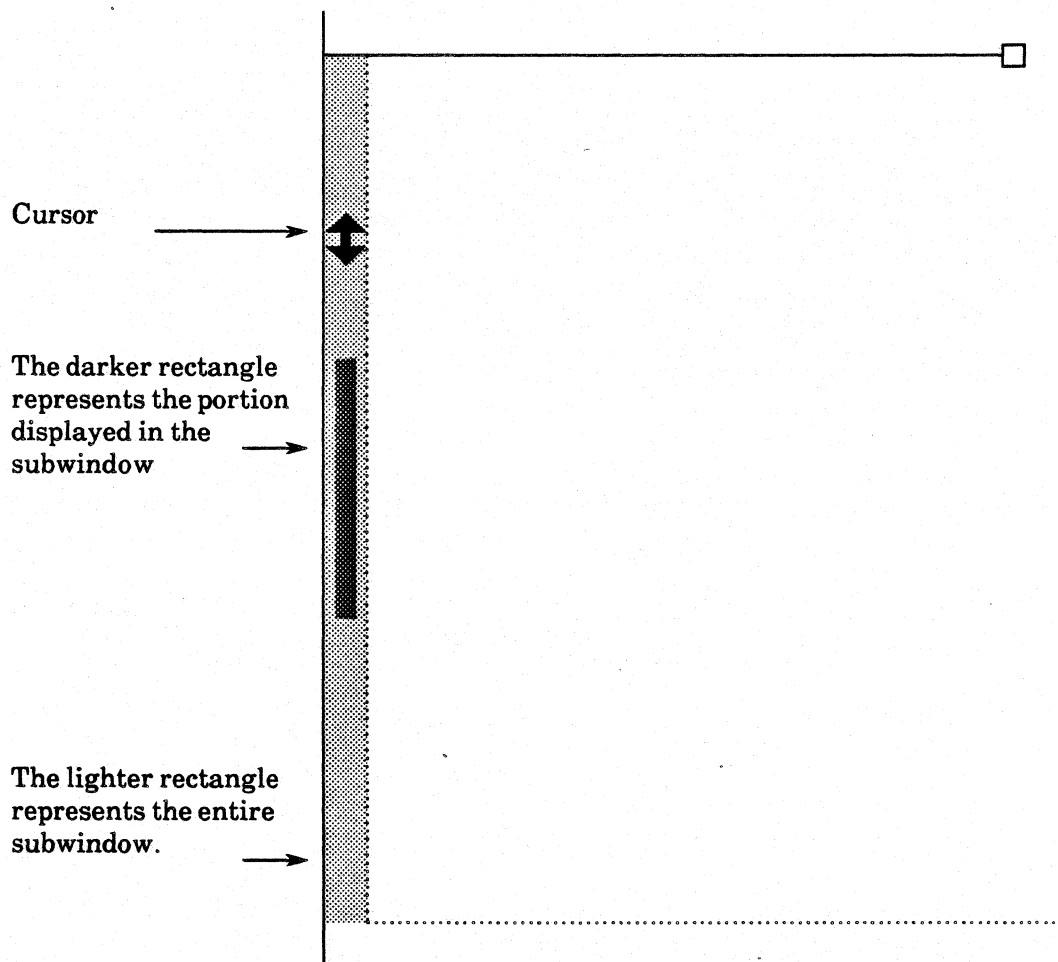 Cursor
The darker rectangle
represents the portion
displayed in the
subwindow
The lighter rectangle
represents the entire
subwindow.